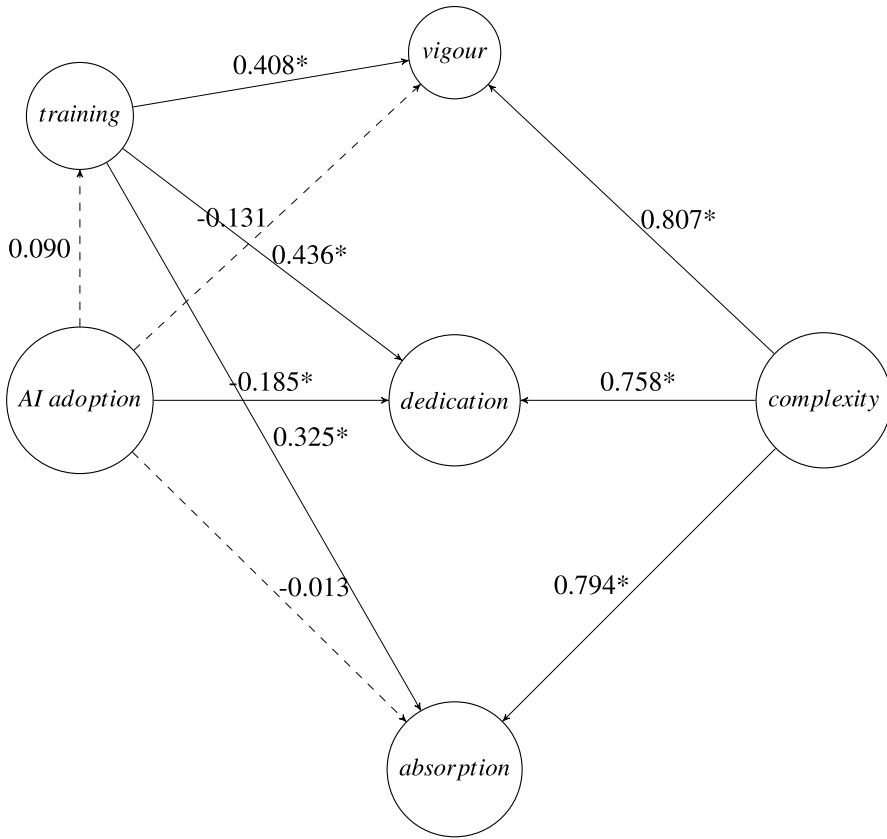 vigour
0.408*
training
-0.131
0.807*
0.090
0.436*
-0.185*
0.758*
AI adoption
dedication
complexity
0.325*
-0.013
0.794*
absorption